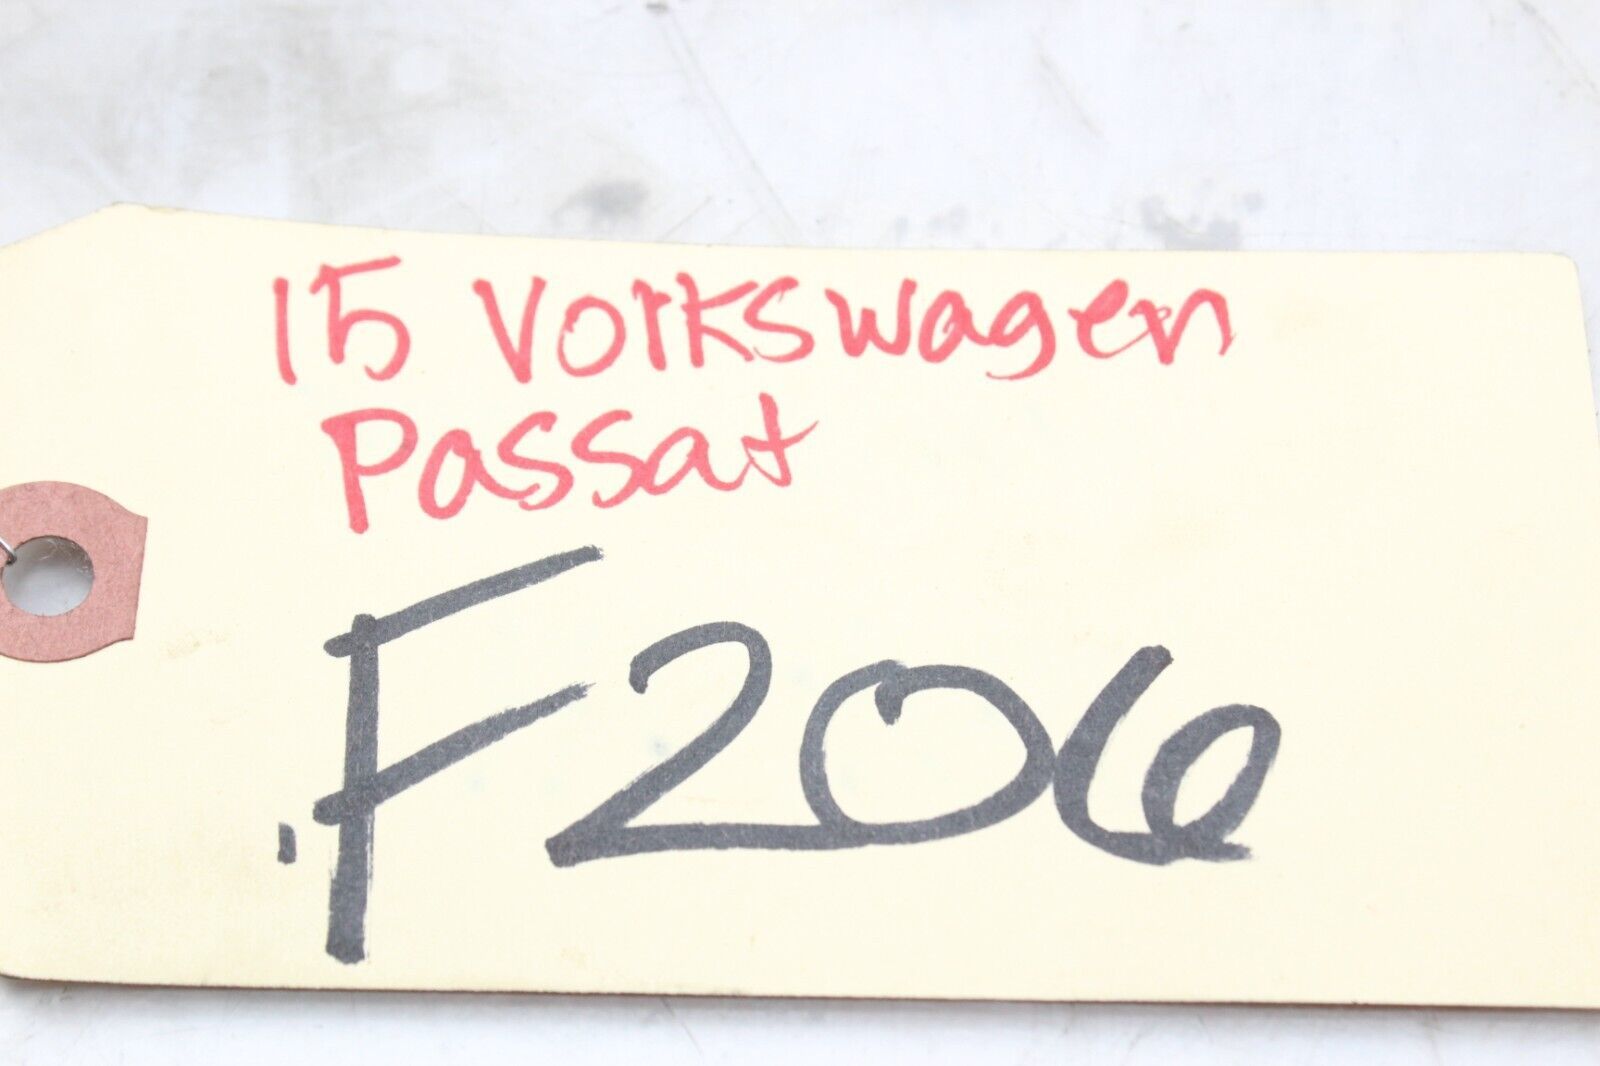 15 Volkswagen
Passat
.F206